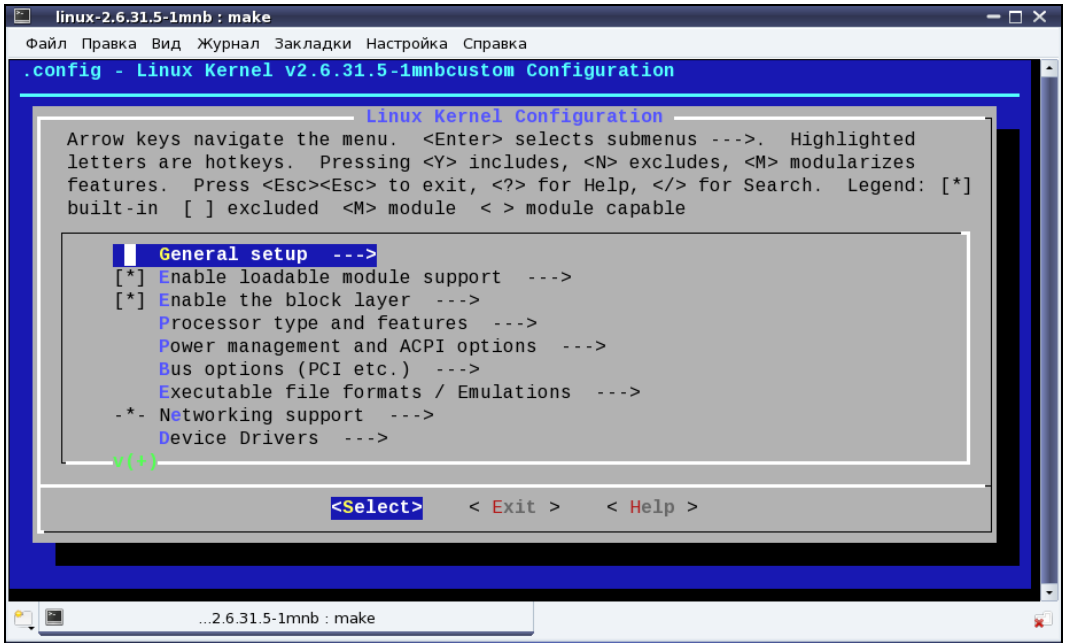 linux-2.6.31.5-1mnb : make
Файл Правка Вид Журнал Закладки Настройка Справка
.config - Linux Kernel v2.6.31.5-1mnbcustom Configuration
Linux Kernel Configuration
Arrow keys navigate the menu. <Enter> selects submenus --->. Highlighted
letters are hotkeys. Pressing <Y> includes, <N> excludes, <M> modularizes
features. Press <Esc><Esc> to exit, <?> for Help, </> for Search. Legend: [*]
built-in [ ] excluded <M> module < > module capable
General setup --->
[*] Enable loadable module support --->
[*] Enable the block layer --->
Processor type and features --->
Power management and ACPI options --->
Bus options (PCI etc.) --->
Executable file formats / Emulations --->
-*- Networking support --->
Device Drivers --->
v(+)
<Select> < Exit > < Help >
...2.6.31.5-1mnb : make